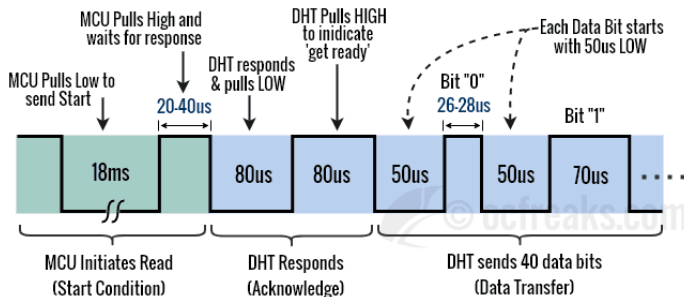 MCU Pulls High and
waits for response
DHT Pulls HIGH
to inidicate
'get ready'
Each Data Bit starts
with 50us LOW
MCU Pulls Low to
send Start
DHT responds
& pulls LOW
20-40us
Bit "0"
26-28us
Bit "1"
18ms
80us
80us
50us
50us
70us
© ocfreaks.com
MCU Initiates Read
(Start Condition)
DHT Responds
(Acknowledge)
DHT sends 40 data bits
(Data Transfer)